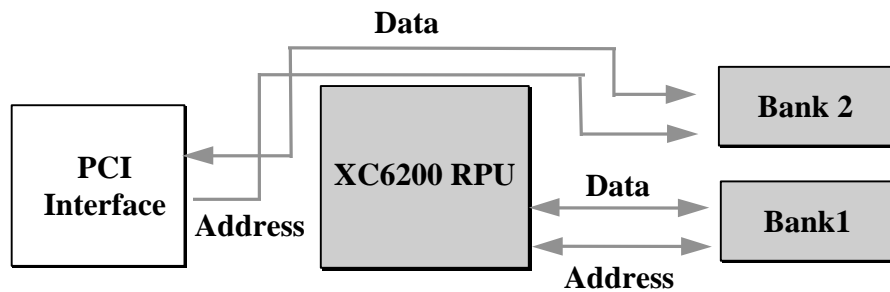 Data
Bank 2
PCI
Interface
XC6200 RPU
Data
Address
Bank1
Address